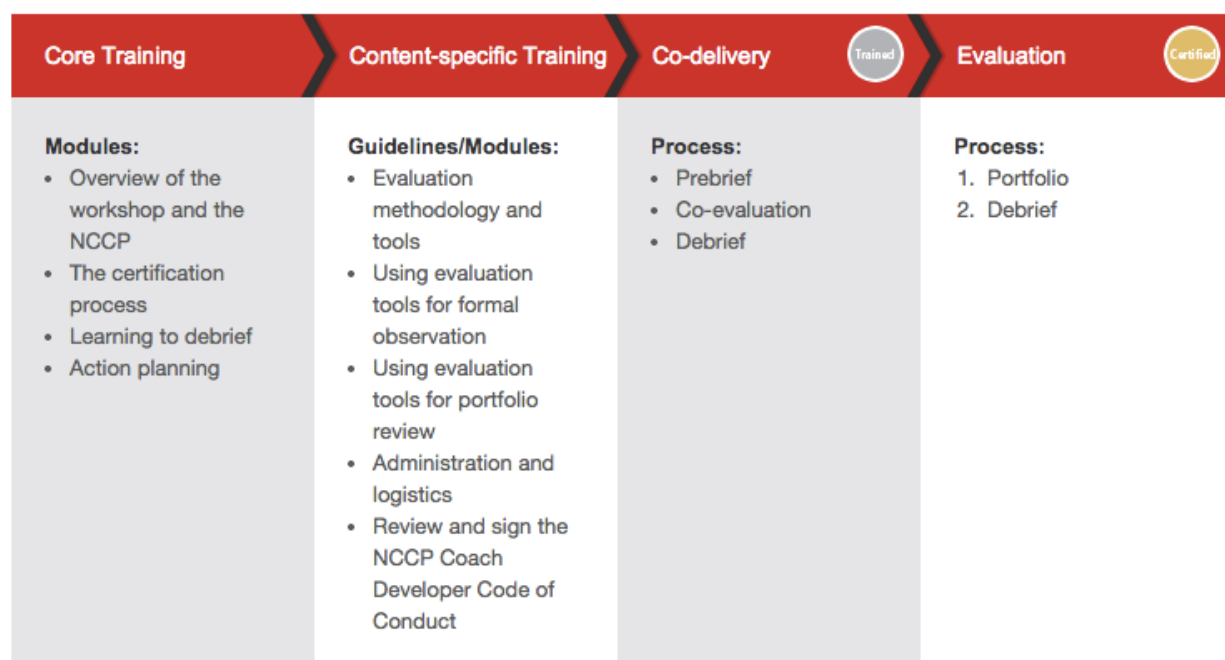 Core Training
Content-specific Training
Co-delivery
Trained
Evaluation
Certified
Modules:
• Overview of the
workshop and the
NCCP
• The certification
process
• Learning to debrief
• Action planning
Guidelines/Modules:
• Evaluation
methodology and
tools
• Using evaluation
tools for formal
observation
• Using evaluation
tools for portfolio
review
• Administration and
logistics
• Review and sign the
NCCP Coach
Developer Code of
Conduct
Process:
• Prebrief
• Co-evaluation
• Debrief
Process:
1. Portfolio
2. Debrief